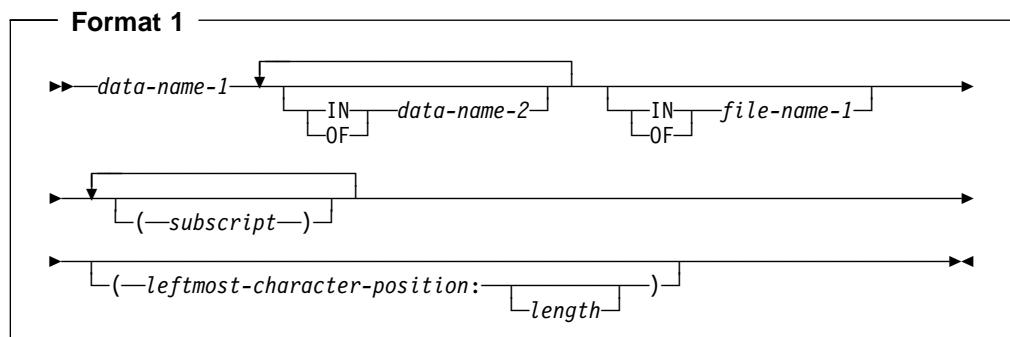 Format 1
data-name-1 IN data-name-2 IN file-name-1
OF OF
( subscript )
( leftmost-character-position: )
length